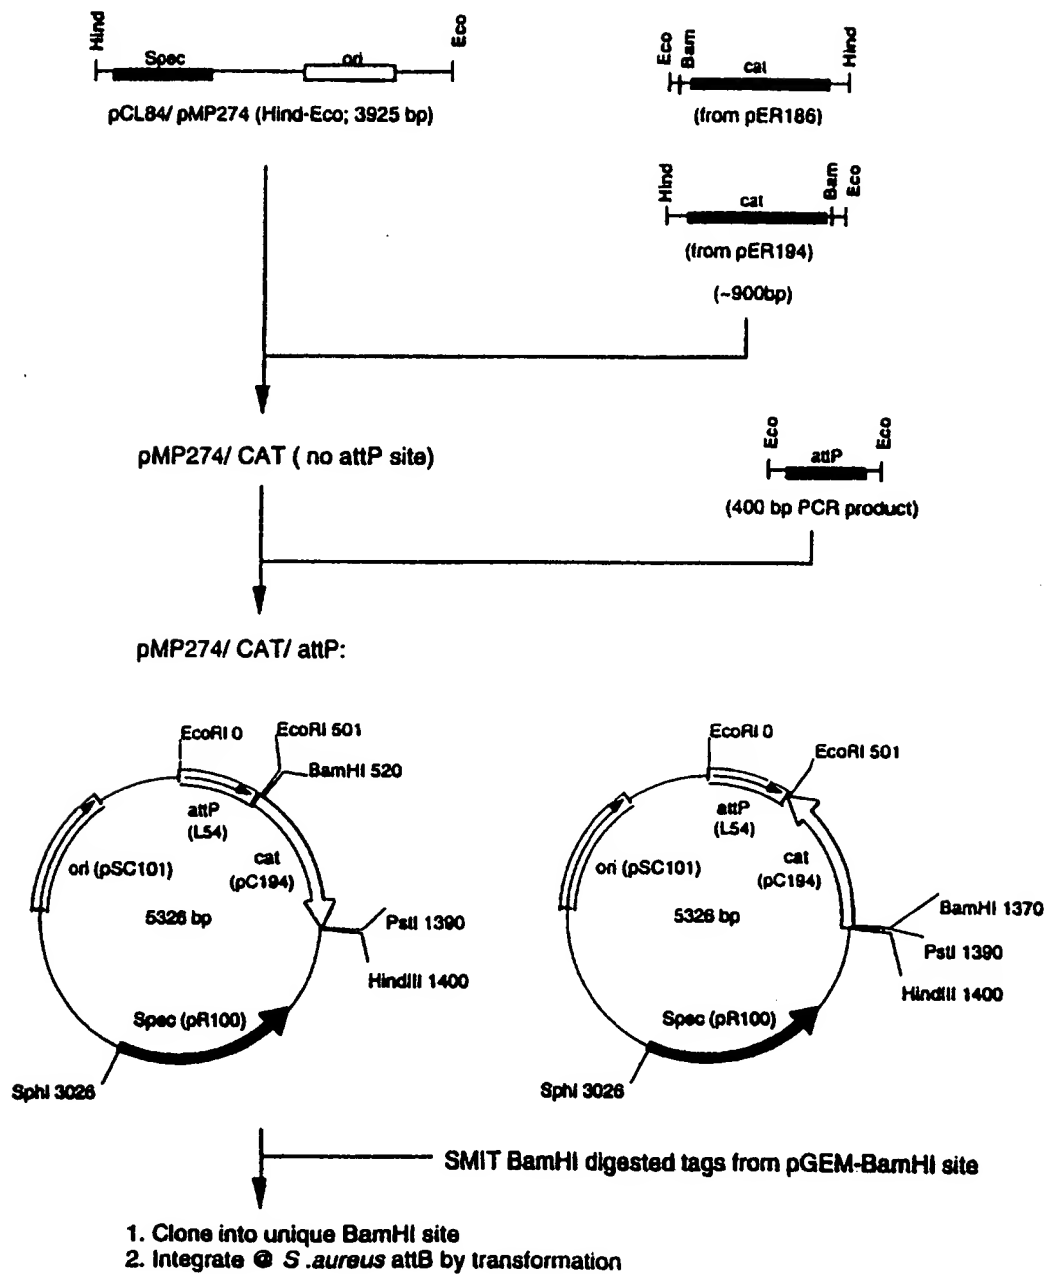 Hind
Spec
ori
Eco
pCL84/ pMP274 (Hind-Eco; 3925 bp)
Eco
Bam
cat
Hind
(from pER186)
Hind
cat
Bam
Eco
(from pER194)
(~900bp)
pMP274/ CAT ( no attP site)
Eco
attP
Eco
(400 bp PCR product)
pMP274/ CAT/ attP:
EcoRI 0
EcoRI 501
BamHI 520
attP
(L54)
ori (pSC101)
cat
(pC194)
5326 bp
PstI 1390
HindIII 1400
Spec (pR100)
SphI 3026
EcoRI 0
EcoRI 501
attP
(L54)
ori (pSC101)
cat
(pC194)
5326 bp
BamHI 1370
PstI 1390
HindIII 1400
Spec (pR100)
SphI 3026
SMIT BamHI digested tags from pGEM-BamHI site
1. Clone into unique BamHI site
2. Integrate @ S .aureus attB by transformation